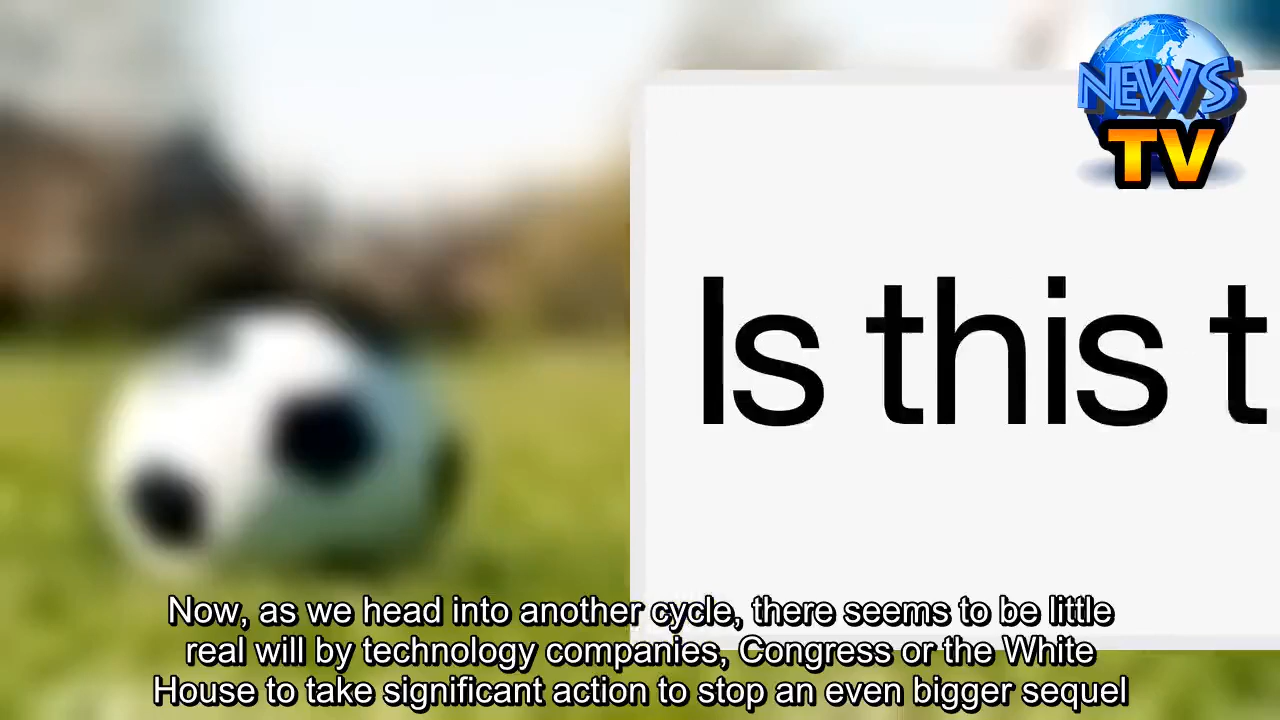 NEWS
TV
Is this t
Now, as we head into another cycle, there seems to be little
real will by technology companies, Congress or the White
House to take significant action to stop an even bigger sequel